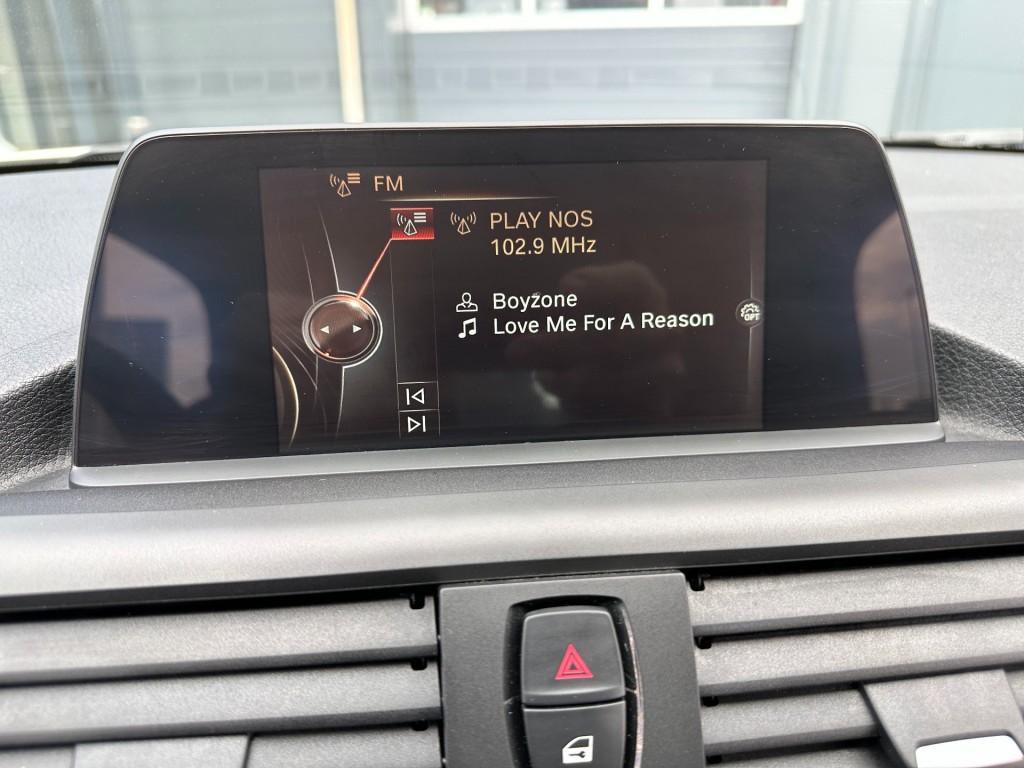 FM
PLAY NOS
102.9 MHz
Boyzone
Love Me For A Reason
OPT